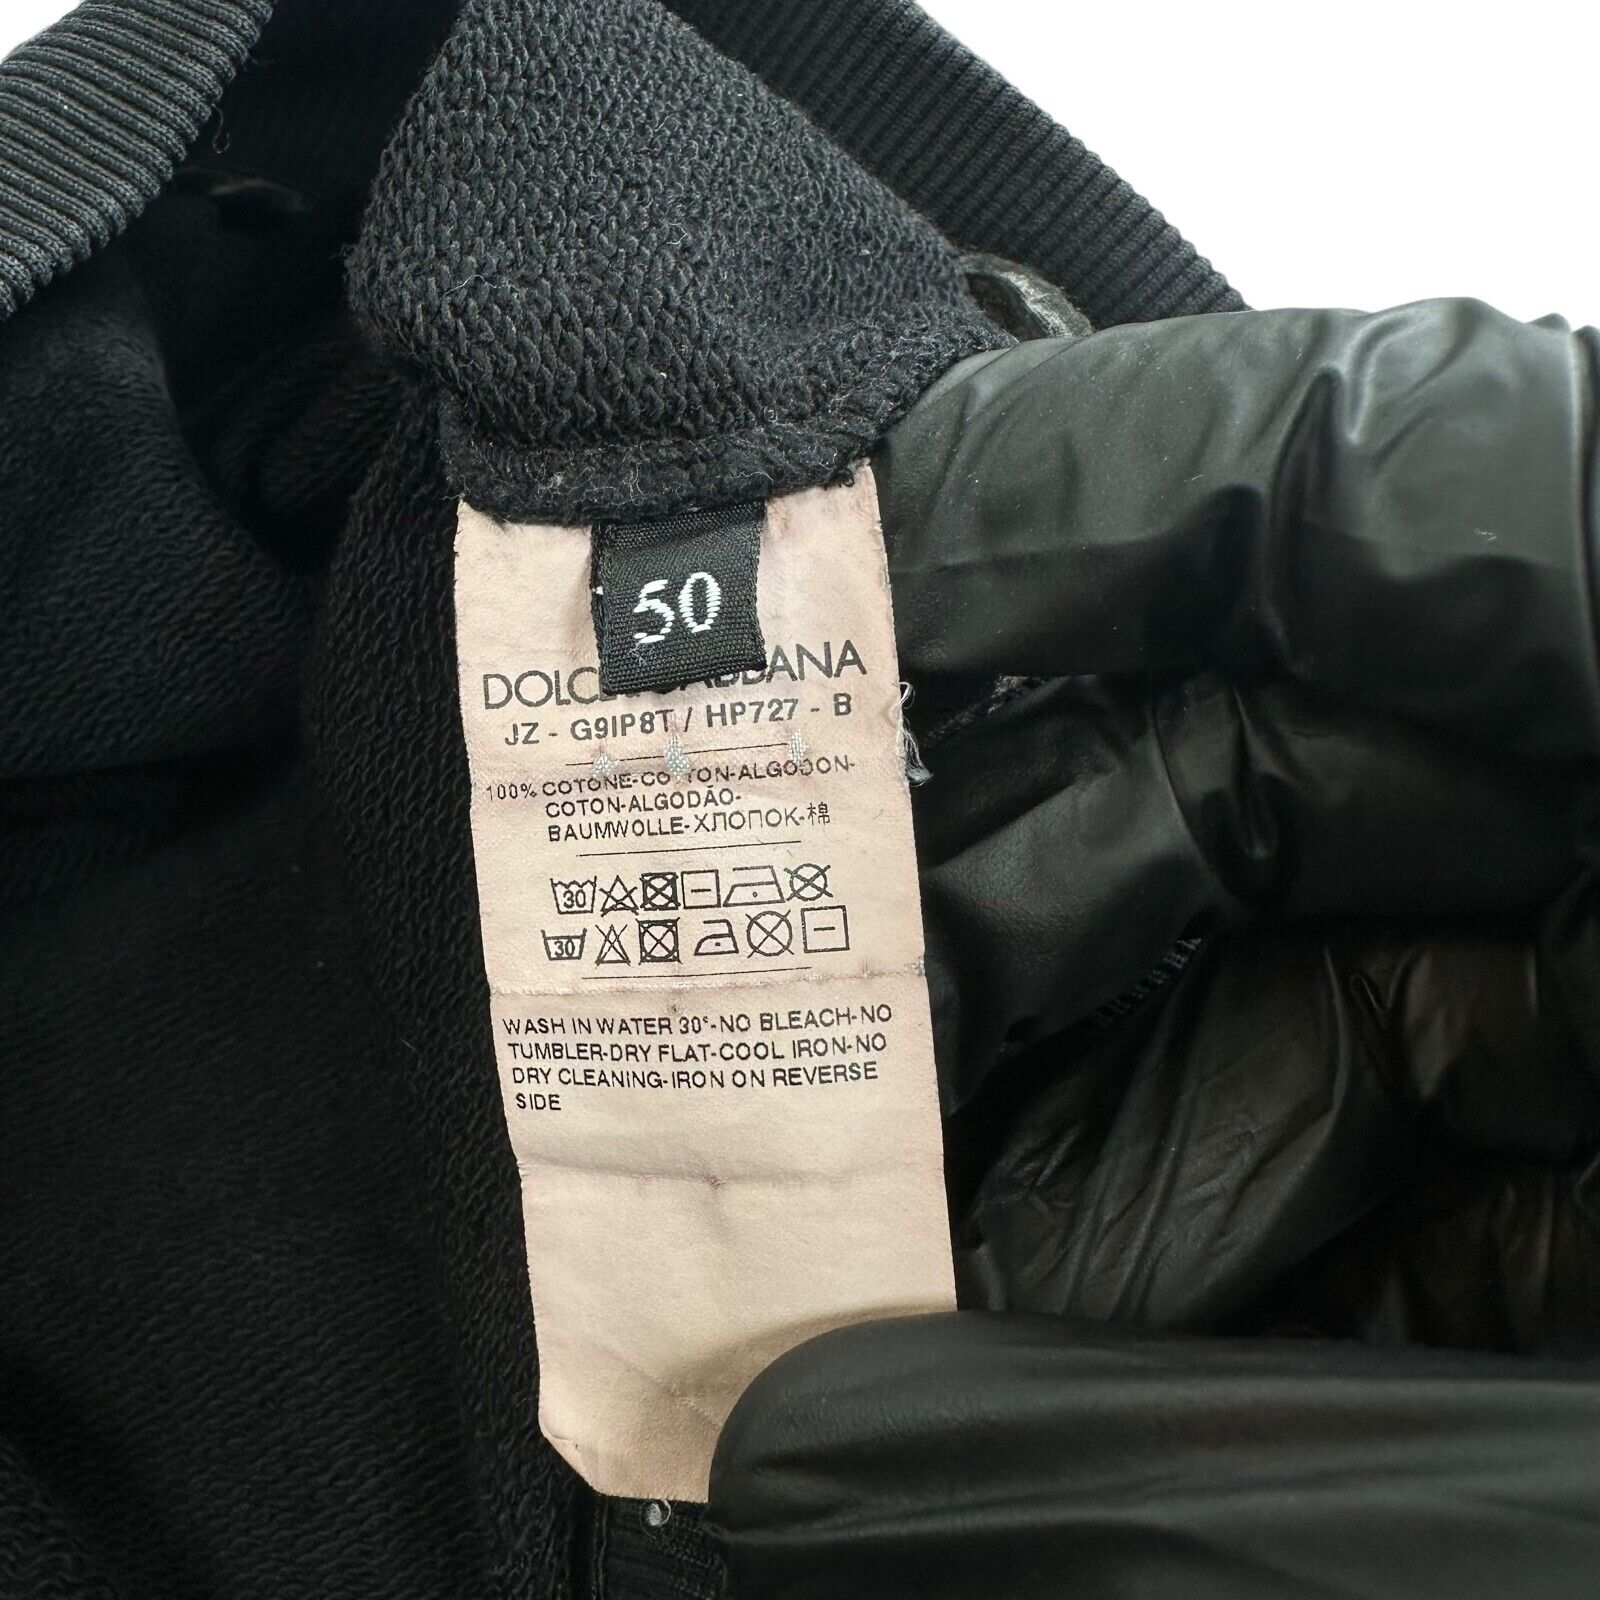 50
DOLCE & GABBANA
JZ - G9IP8T / HP727 - B
100% COTONE-COTTON-ALGODON-
COTON-ALGODÃO-
BAUMWOLLE-ХЛОПОК-棉
30
30
WASH IN WATER 30°-NO BLEACH-NO
TUMBLER-DRY FLAT-COOL IRON-NO
DRY CLEANING-IRON ON REVERSE
SIDE